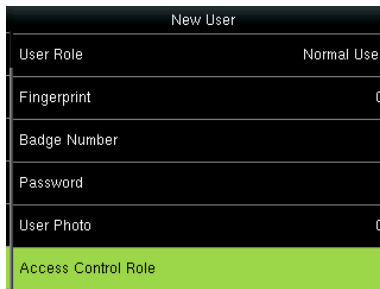 New User
User Role Normal Use
Fingerprint
Badge Number
Password
User Photo
Access Control Role